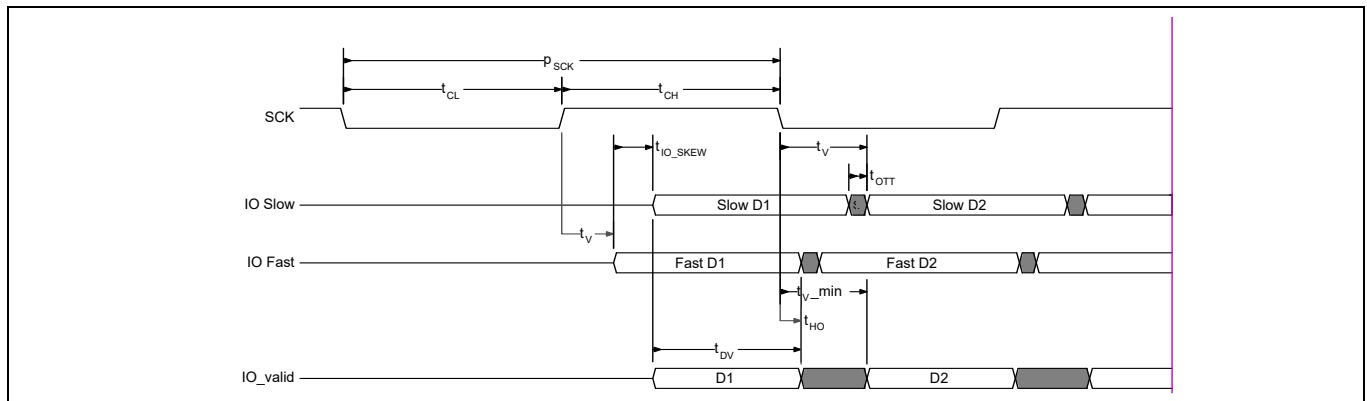 pSCK
tCL
tCH
SCK
tIO_SKEW
tV
tOTT
IO Slow
Slow D1
Slow D2
tV
IO Fast
Fast D1
Fast D2
tV_min
tHO
tDV
IO_valid
D1
D2